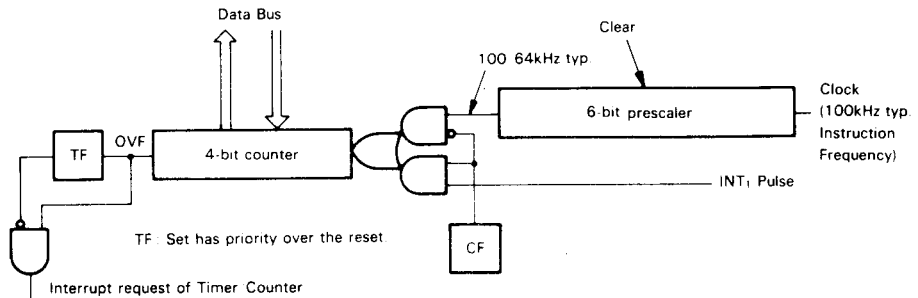 Data Bus
Clear
100 64kHz typ.
Clock
(100kHz typ.
Instruction
Frequency)
6-bit prescaler
TF
OVF
4-bit counter
INT₁ Pulse
TF : Set has priority over the reset.
CF
Interrupt request of Timer Counter